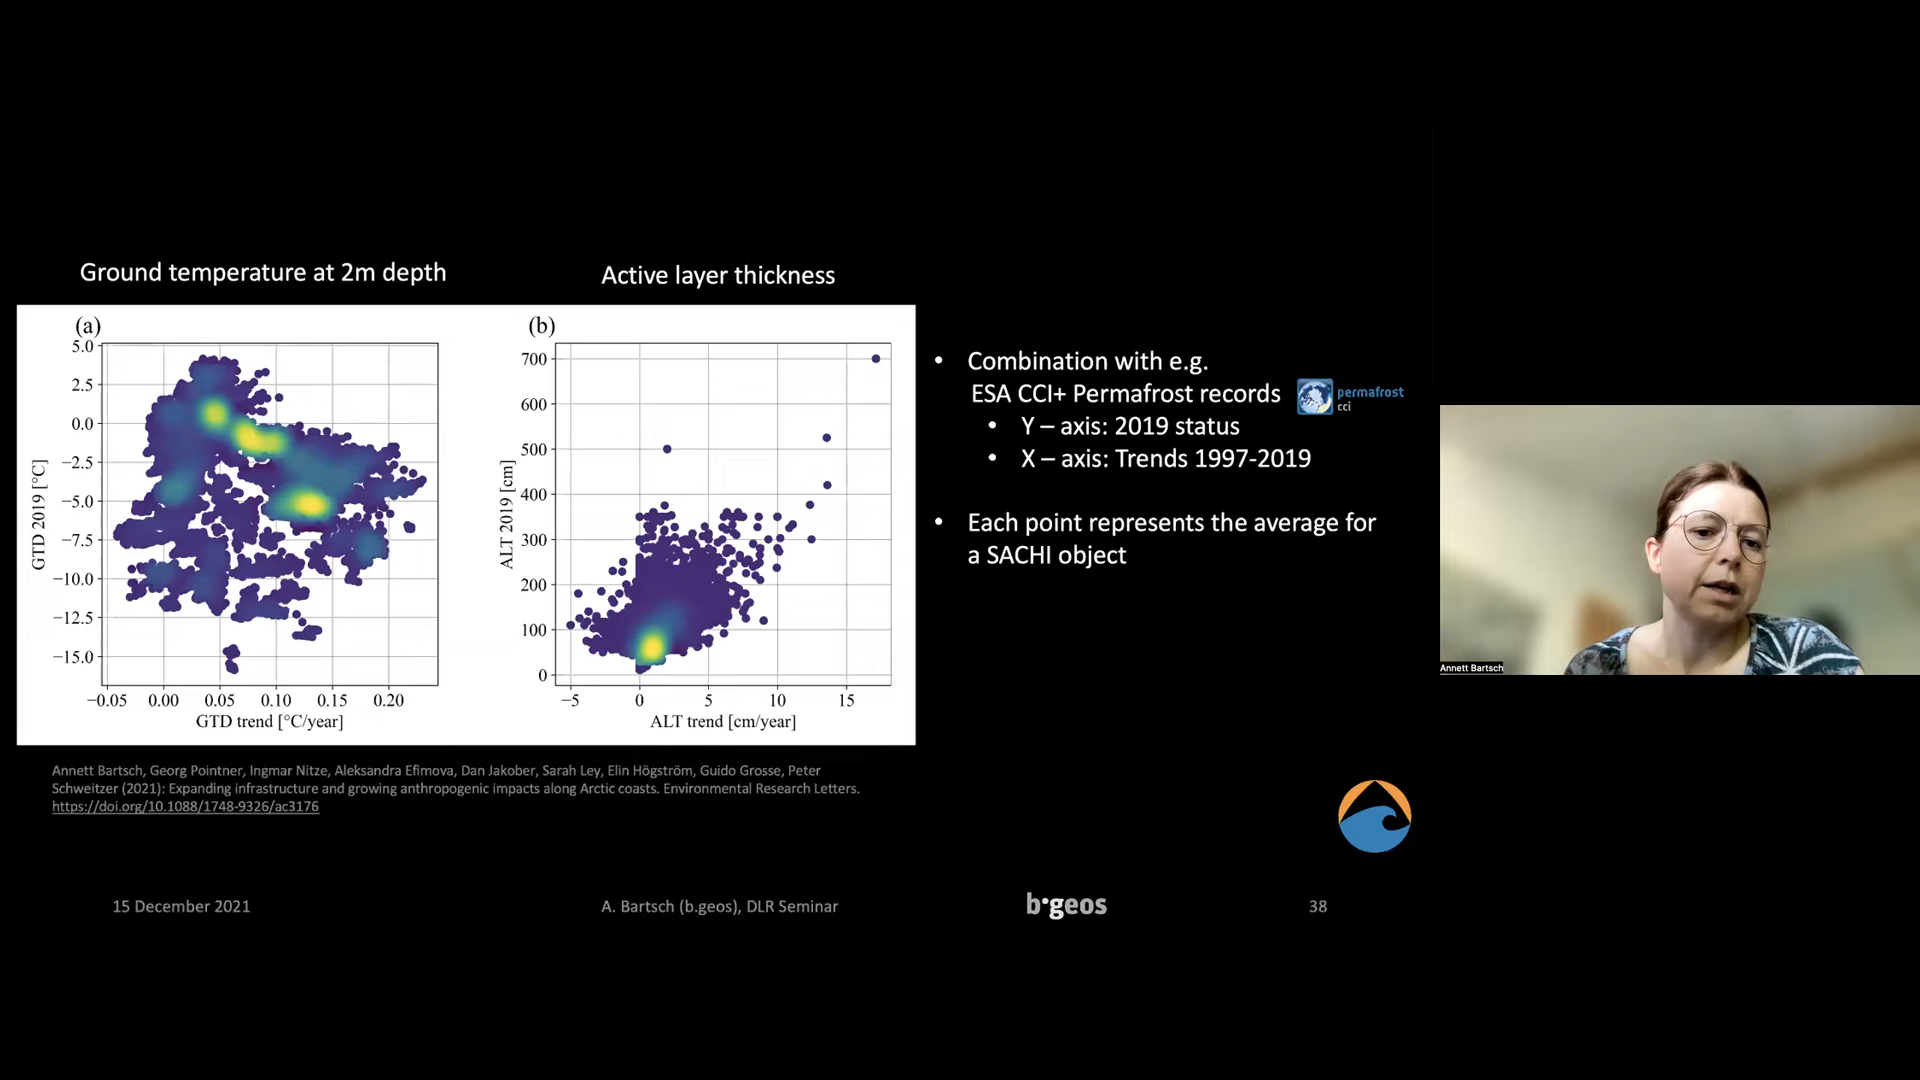 Ground temperature at 2m depth
Active layer thickness
(a)
5.0
2.5
0.0
−2.5
−5.0
−7.5
−10.0
−12.5
−15.0
GTD 2019 [°C]
−0.05 0.00 0.05 0.10 0.15 0.20
GTD trend [°C/year]
(b)
700
600
500
400
300
200
100
0
ALT 2019 [cm]
−5 0 5 10 15
ALT trend [cm/year]
• Combination with e.g.
ESA CCI+ Permafrost records
permafrost
cci
• Y – axis: 2019 status
• X – axis: Trends 1997-2019
• Each point represents the average for
a SACHI object
Annett Bartsch
Annett Bartsch, Georg Pointner, Ingmar Nitze, Aleksandra Efimova, Dan Jakober, Sarah Ley, Elin Högström, Guido Grosse, Peter
Schweitzer (2021): Expanding infrastructure and growing anthropogenic impacts along Arctic coasts. Environmental Research Letters.
https://doi.org/10.1088/1748-9326/ac3176
15 December 2021
A. Bartsch (b.geos), DLR Seminar
b·geos
38